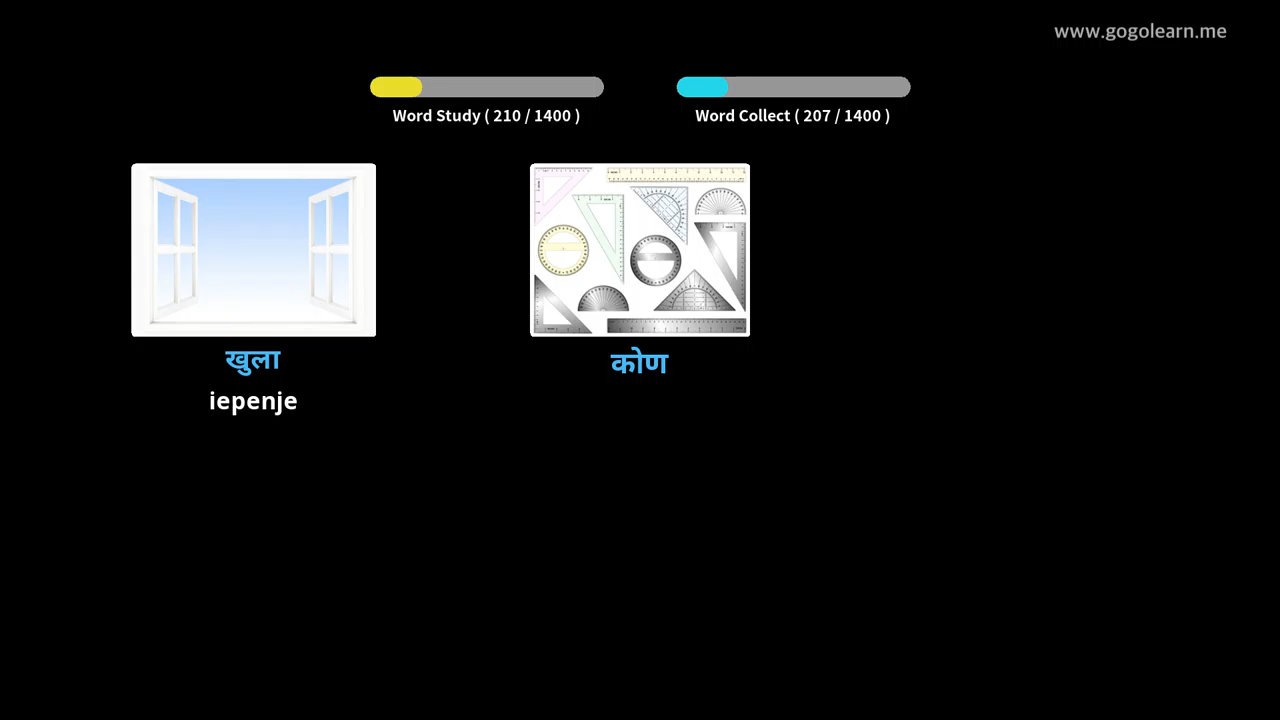 www.gogolearn.me
Word Study ( 210 / 1400 )
Word Collect ( 207 / 1400 )
खुला
iepenje
कोण